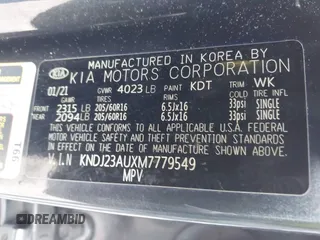 MANUFACTURED IN KOREA BY
KIA KIA MOTORS CORPORATION
01/21 GVWR 4023 LB PAINT KDT TRIM WK
TIRES RIMS COLD TIRE INFL
FRONT 2315 LB 205/60R16 6.5Jx16 33psi SINGLE
REAR 2094 LB 205/60R16 6.5Jx16 33psi SINGLE
THIS VEHICLE CONFORMS TO ALL APPLICABLE
FEDERAL MOTOR VEHICLE SAFETY, BUMPER AND
THEFT PREVENTION STANDARDS IN EFFECT ON THE
DATE OF MANUFACTURE SHOWN ABOVE
V.I.N KNDJ23AUXM7779549
MPV
DREAMBID